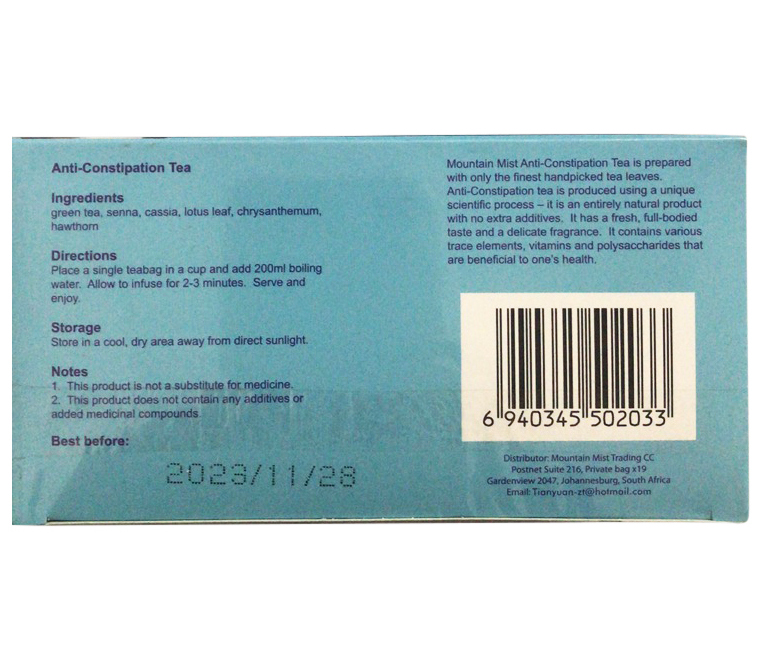 Anti-Constipation Tea
Ingredients
green tea, senna, cassia, lotus leaf, chrysanthemum,
hawthorn
Directions
Place a single teabag in a cup and add 200ml boiling
water. Allow to infuse for 2-3 minutes. Serve and
enjoy.
Storage
Store in a cool, dry area away from direct sunlight.
Notes
1. This product is not a substitute for medicine.
2. This product does not contain any additives or
added medicinal compounds.
Best before:
2023/11/28
Mountain Mist Anti-Constipation Tea is prepared
with only the finest handpicked tea leaves.
Anti-Constipation tea is produced using a unique
scientific process – it is an entirely natural product
with no extra additives. It has a fresh, full-bodied
taste and a delicate fragrance. It contains various
trace elements, vitamins and polysaccharides that
are beneficial to one's health.
6 940345 502033
Distributor: Mountain Mist Trading CC
Postnet Suite 216, Private bag x19
Gardenview 2047, Johannesburg, South Africa
Email: Tianyuan-zt@hotmail.com